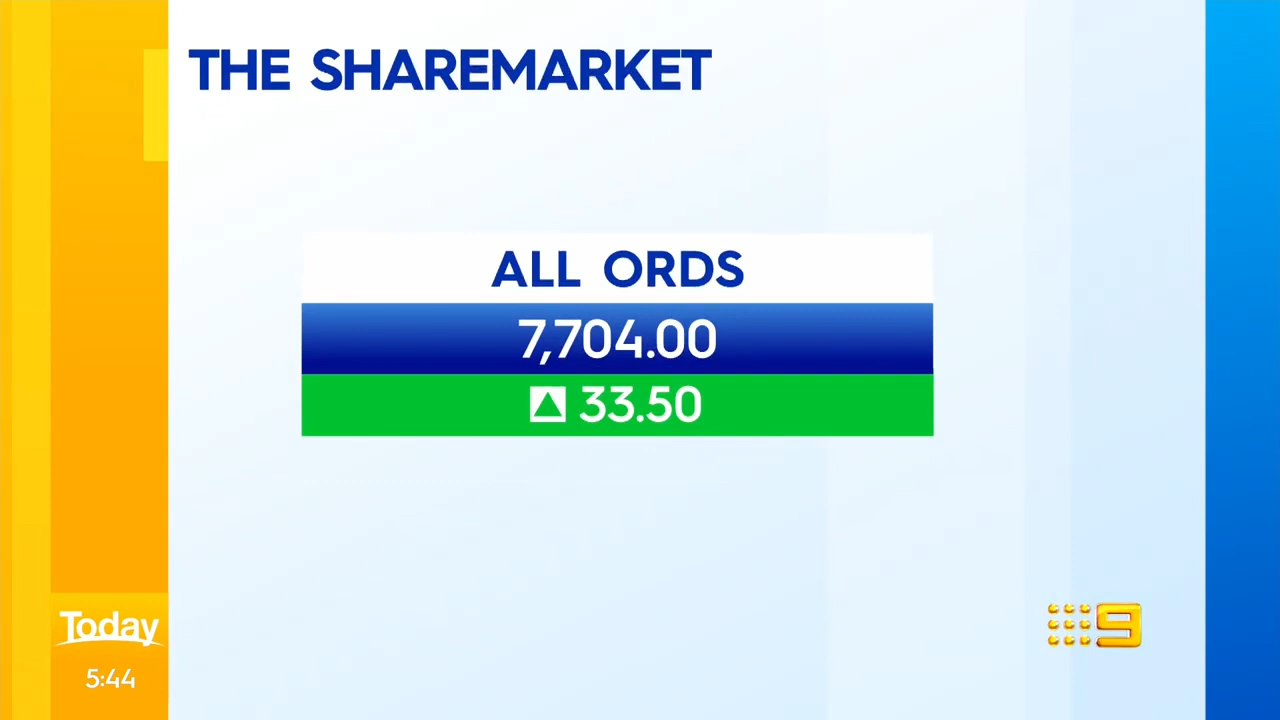 THE SHAREMARKET
ALL ORDS
7,704.00
33.50
Today
5:44
9